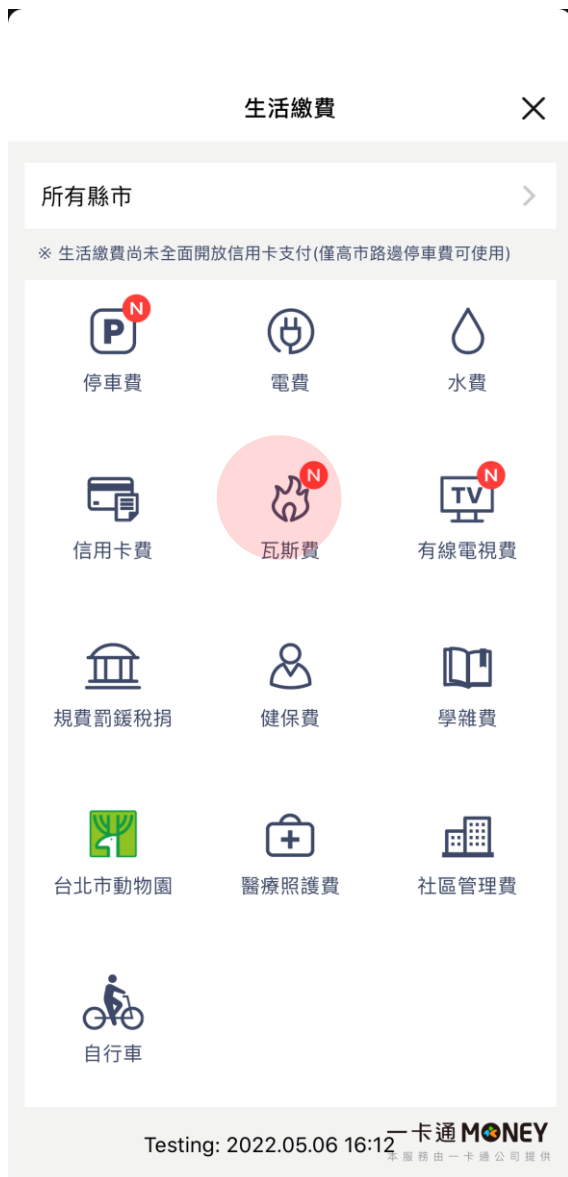 生活繳費
所有縣市
※ 生活繳費尚未全面開放信用卡支付(僅高市路邊停車費可使用)
N
P
停車費
電費
水費
信用卡費
N
瓦斯費
N
TV
有線電視費
規費罰鍰稅捐
健保費
學雜費
台北市動物園
醫療照護費
社區管理費
自行車
Testing: 2022.05.06 16:12
一卡通 MONEY
本服務由一卡通公司提供